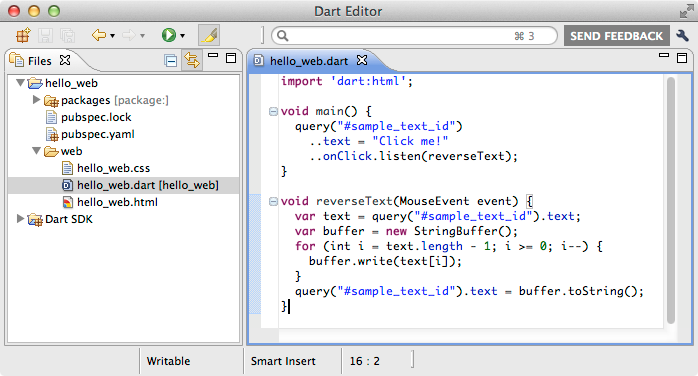 Dart Editor
⌘ 3
SEND FEEDBACK
Files
hello_web
packages [package:]
pubspec.lock
pubspec.yaml
web
hello_web.css
hello_web.dart [hello_web]
hello_web.html
Dart SDK
hello_web.dart
import 'dart:html';
void main() {
  query("#sample_text_id")
    ..text = "Click me!"
    ..onClick.listen(reverseText);
}
void reverseText(MouseEvent event) {
  var text = query("#sample_text_id").text;
  var buffer = new StringBuffer();
  for (int i = text.length - 1; i >= 0; i--) {
    buffer.write(text[i]);
  }
  query("#sample_text_id").text = buffer.toString();
}
Writable
Smart Insert
16 : 2